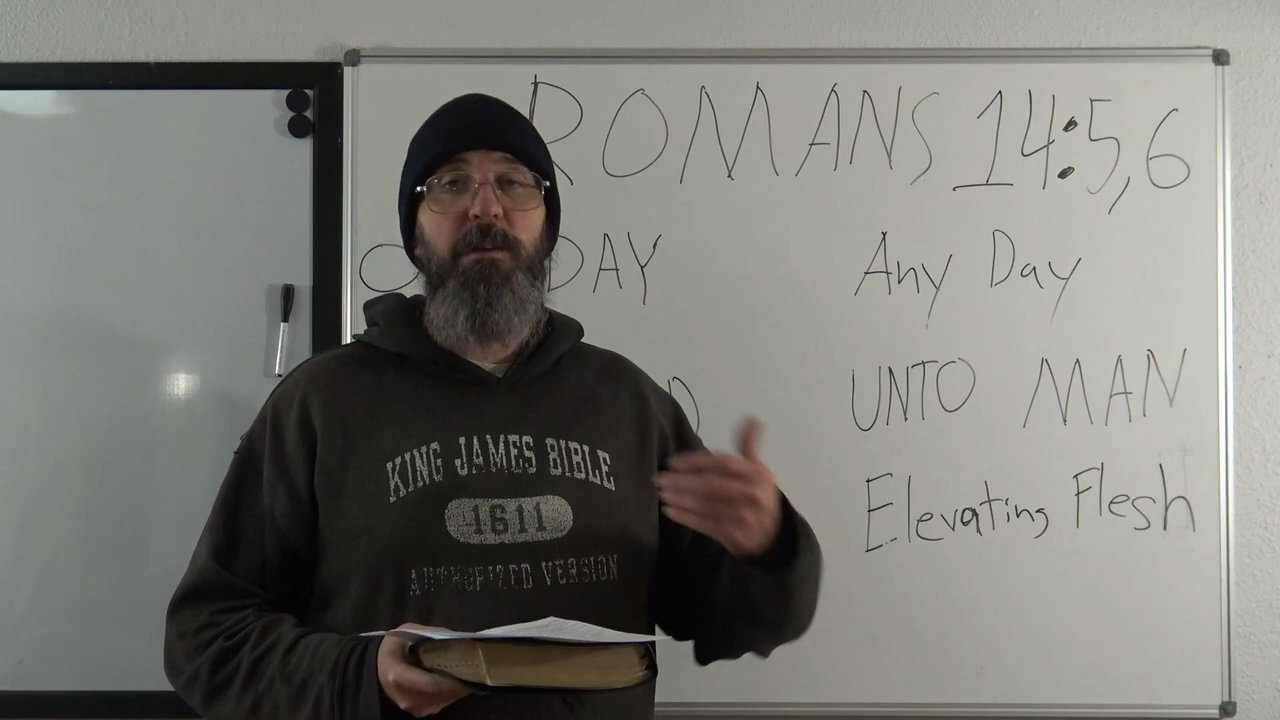 ROMANS 14:5,6
DAY Any Day
UNTO MAN
Elevating Flesh
KING JAMES BIBLE
1611
AUTHORIZED VERSION